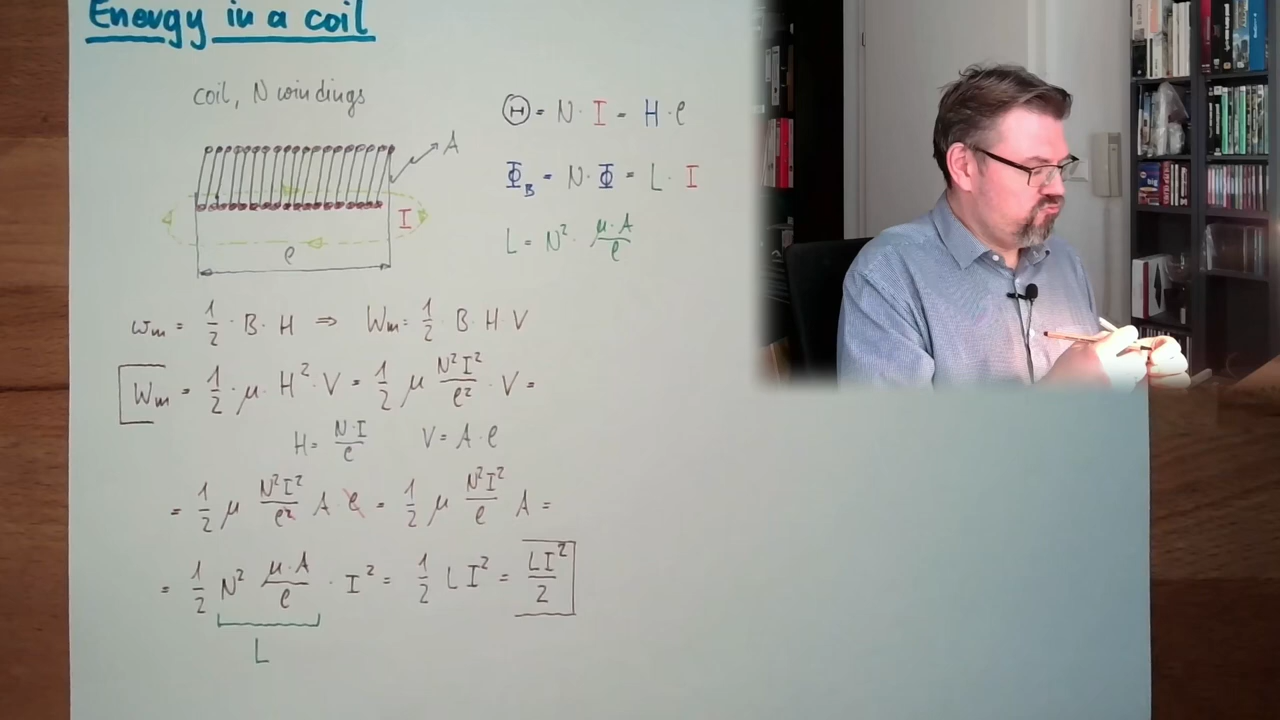 Energy in a coil
coil, N windings
A
I
ℓ
Θ = N · I = H · ℓ
Φ_B = N · Φ = L · I
L = N² · μ·A/ℓ
w_m = 1/2 · B · H ⇒ W_m = 1/2 · B · H V
W_m = 1/2 · μ · H² · V = 1/2 μ N²I²/ℓ² · V =
H = N·I/ℓ V = A · ℓ
= 1/2 μ N²I²/ℓ² A ℓ = 1/2 μ N²I²/ℓ A =
= 1/2 N² μ·A/ℓ · I² = 1/2 L I² = LI²/2
L